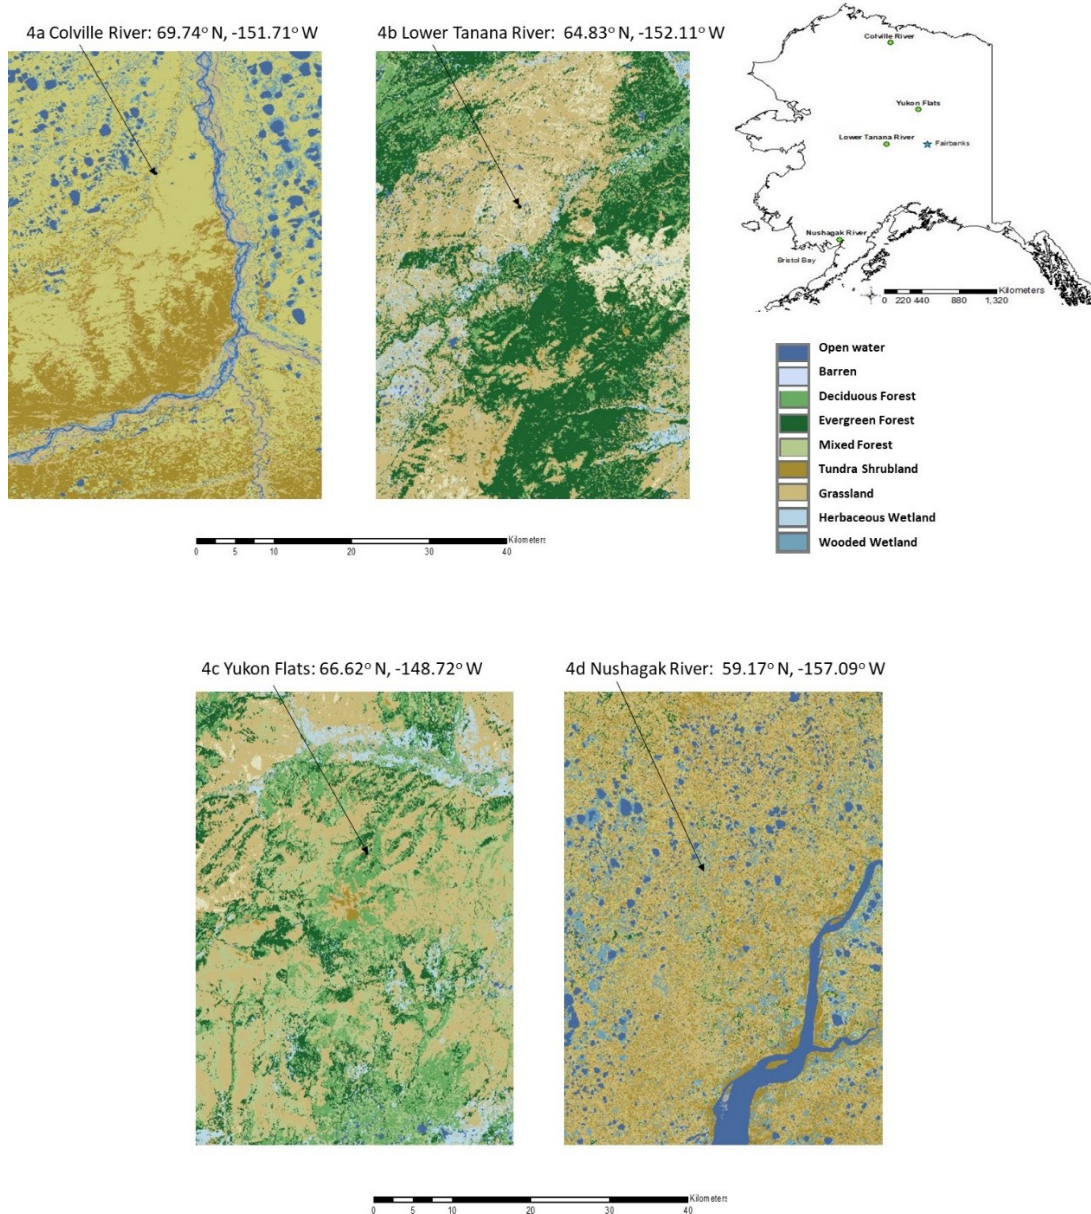 4a Colville River: 69.74° N, -151.71° W
4b Lower Tanana River: 64.83° N, -152.11° W
Colville River
Yukon Flats
Lower Tanana River
Fairbanks
Nushagak River
Bristol Bay
Kilometers
0 220 440 880 1,320
Open water
Barren
Deciduous Forest
Evergreen Forest
Mixed Forest
Tundra Shrubland
Grassland
Herbaceous Wetland
Wooded Wetland
Kilometers
0 5 10 20 30 40
4c Yukon Flats: 66.62° N, -148.72° W
4d Nushagak River: 59.17° N, -157.09° W
Kilometers
0 5 10 20 30 40